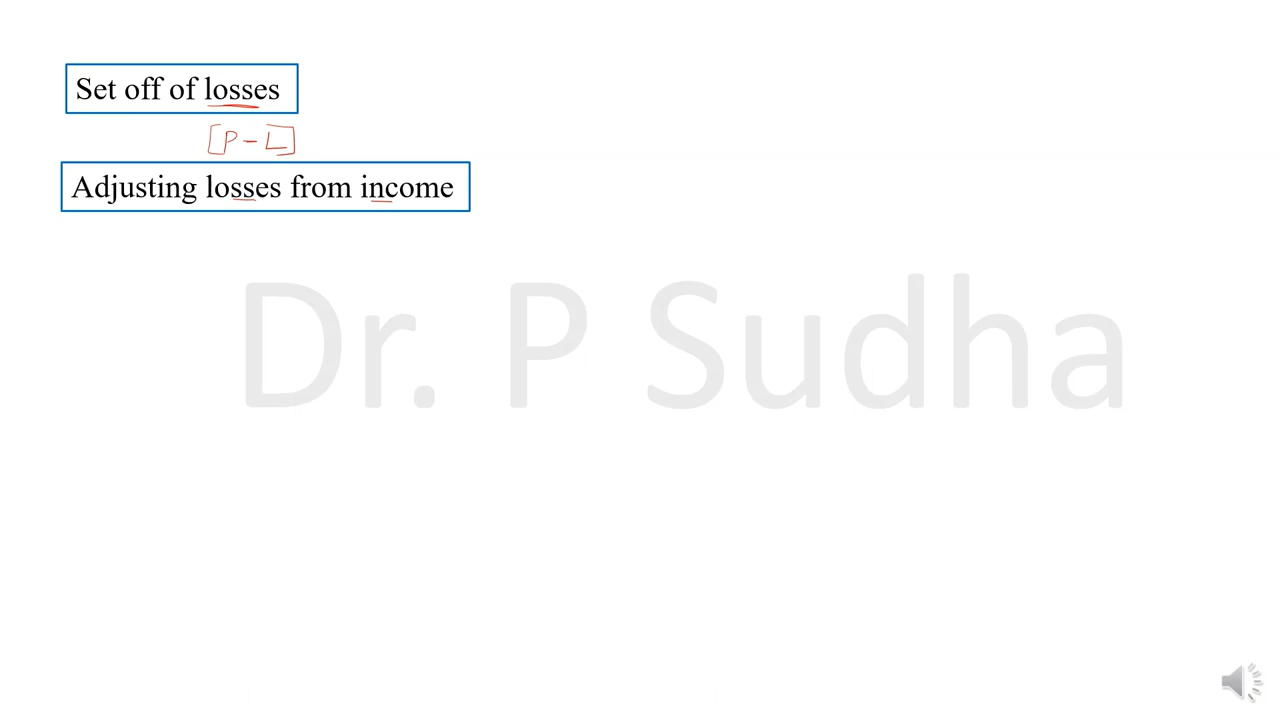 Set off of losses
[P-L]
Adjusting losses from income
Dr. P Sudha